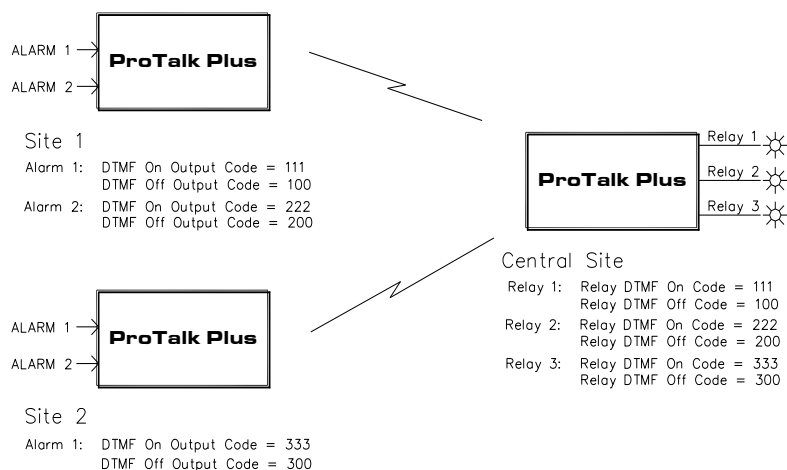 ALARM 1
ALARM 2
ProTalk Plus
Site 1
Alarm 1: DTMF On Output Code = 111
DTMF Off Output Code = 100
Alarm 2: DTMF On Output Code = 222
DTMF Off Output Code = 200
ProTalk Plus
Relay 1
Relay 2
Relay 3
Central Site
Relay 1: Relay DTMF On Code = 111
Relay DTMF Off Code = 100
Relay 2: Relay DTMF On Code = 222
Relay DTMF Off Code = 200
Relay 3: Relay DTMF On Code = 333
Relay DTMF Off Code = 300
ALARM 1
ALARM 2
ProTalk Plus
Site 2
Alarm 1: DTMF On Output Code = 333
DTMF Off Output Code = 300